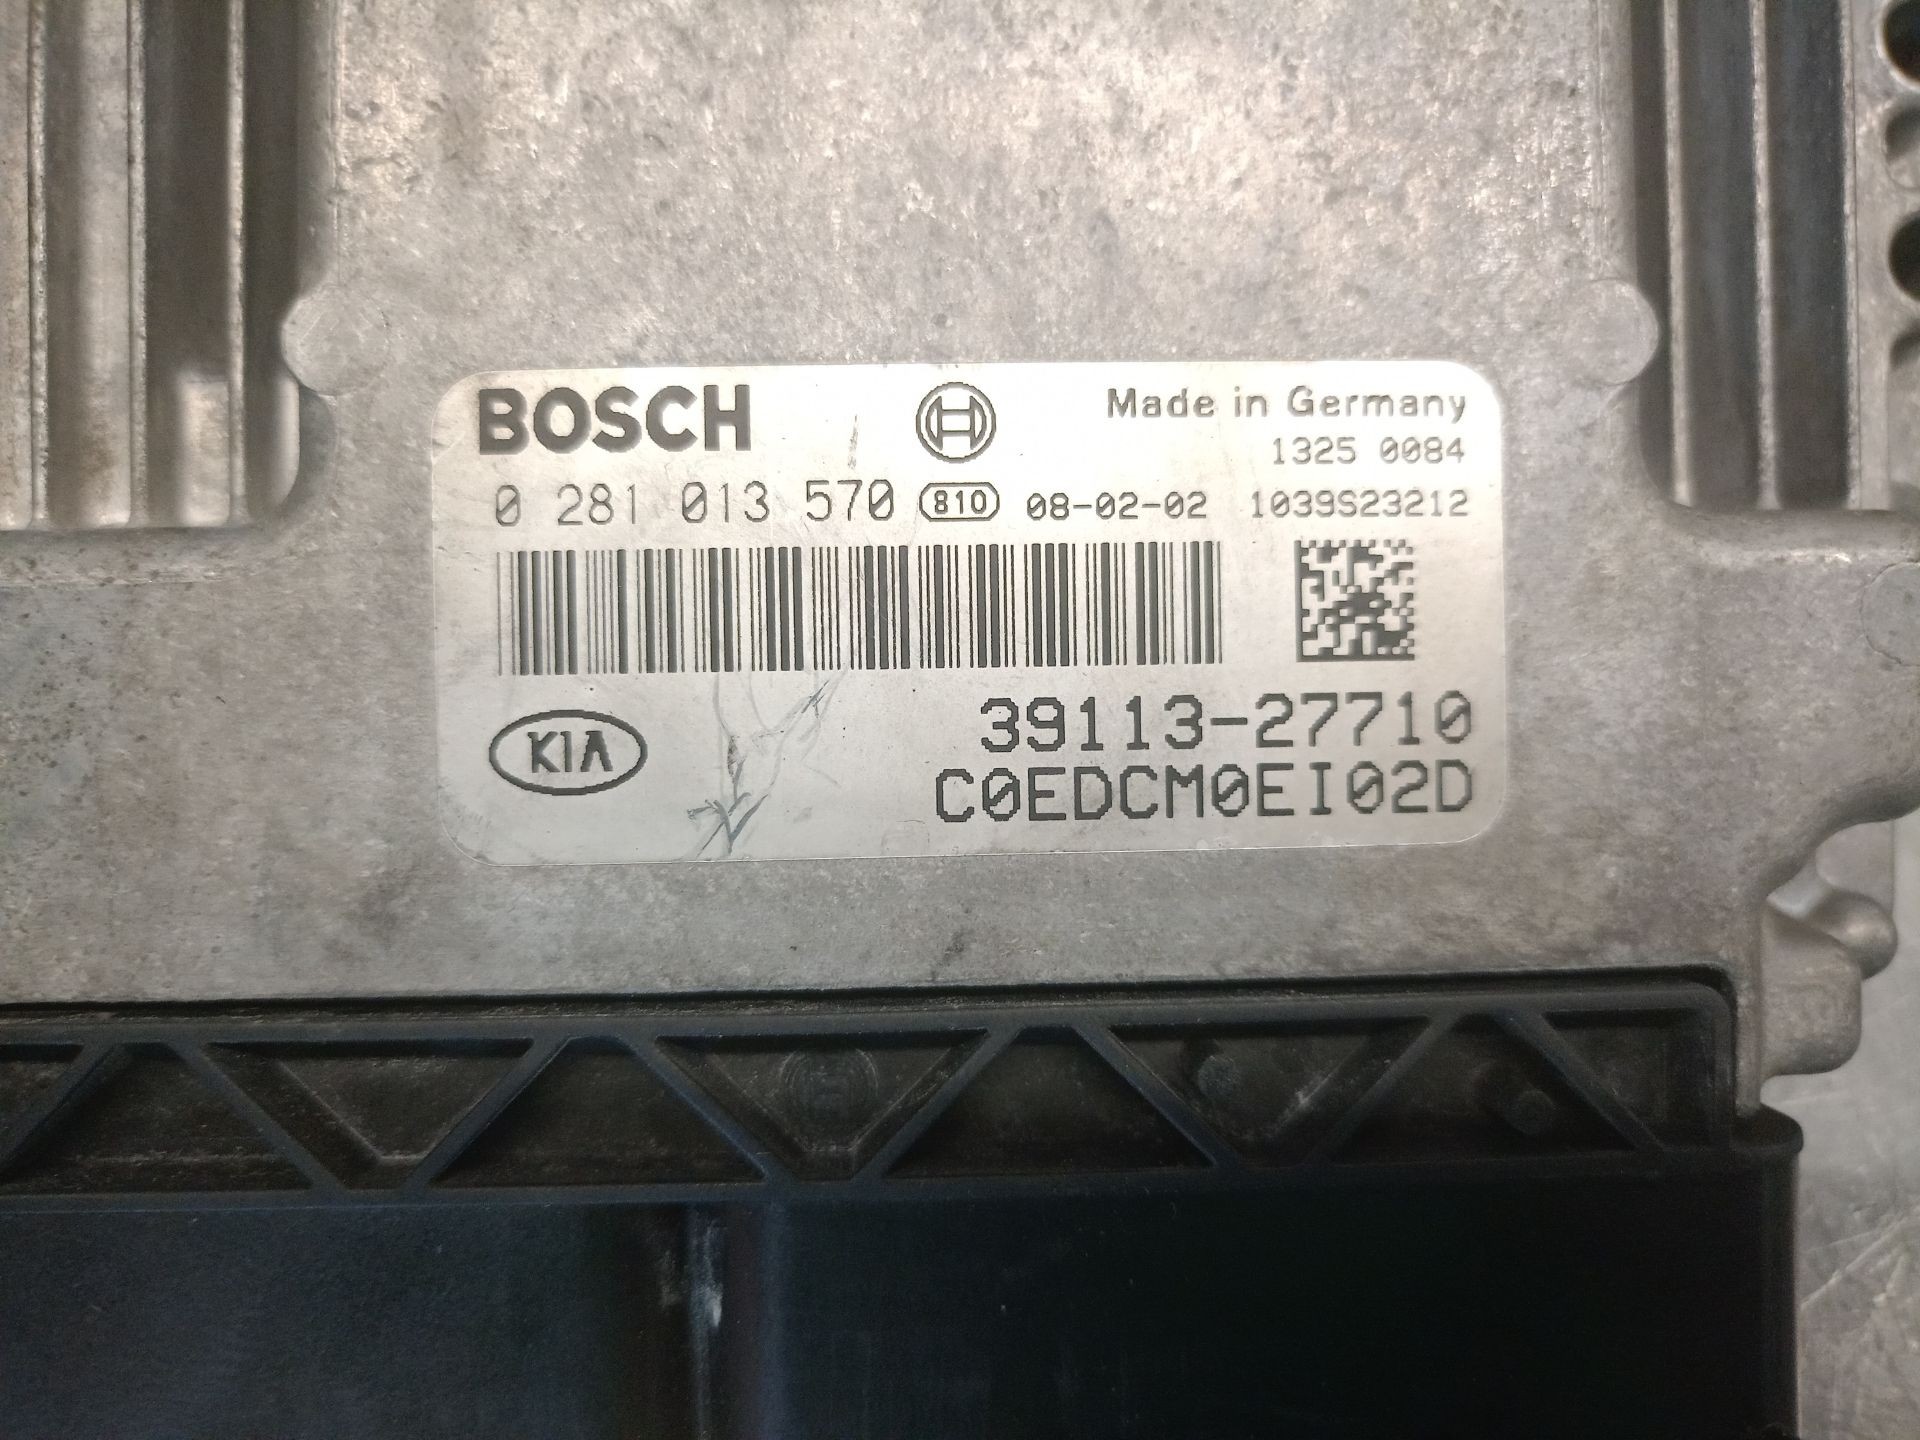 BOSCH
Made in Germany
1325 0084
0 281 013 570 810 08-02-02 1039S23212
KIA
39113-27710
C0EDCM0EI02D